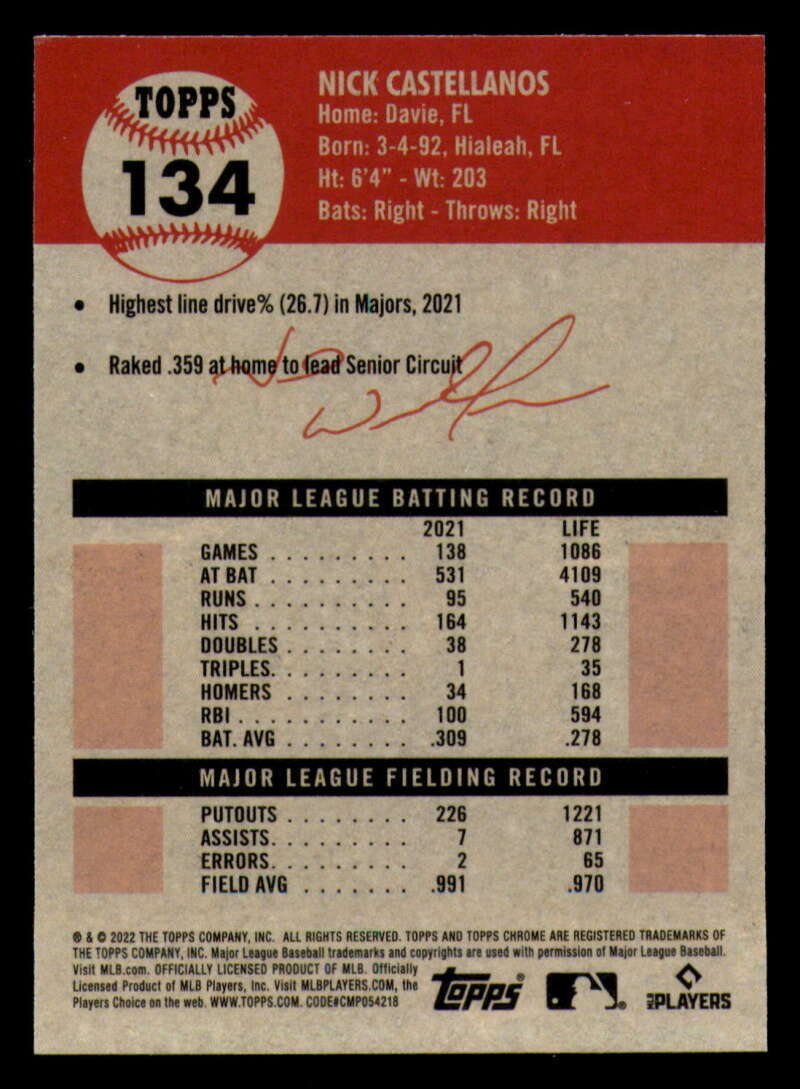 TOPPS
134
NICK CASTELLANOS
Home: Davie, FL
Born: 3-4-92, Hialeah, FL
Ht: 6'4" - Wt: 203
Bats: Right - Throws: Right
• Highest line drive% (26.7) in Majors, 2021
• Raked .359 at home to lead Senior Circuit
MAJOR LEAGUE BATTING RECORD
2021 LIFE
GAMES . . . . . . . . . 138 1086
AT BAT . . . . . . . . . 531 4109
RUNS . . . . . . . . . . 95 540
HITS . . . . . . . . . . 164 1143
DOUBLES . . . . . . . . 38 278
TRIPLES. . . . . . . . . 1 35
HOMERS . . . . . . . . 34 168
RBI . . . . . . . . . . . 100 594
BAT. AVG . . . . . . . . .309 .278
MAJOR LEAGUE FIELDING RECORD
PUTOUTS . . . . . . . . 226 1221
ASSISTS. . . . . . . . . 7 871
ERRORS. . . . . . . . . 2 65
FIELD AVG . . . . . . . .991 .970
® & © 2022 THE TOPPS COMPANY, INC. ALL RIGHTS RESERVED. TOPPS AND TOPPS CHROME ARE REGISTERED TRADEMARKS OF
THE TOPPS COMPANY, INC. Major League Baseball trademarks and copyrights are used with permission of Major League Baseball.
Visit MLB.com. OFFICIALLY LICENSED PRODUCT OF MLB. Officially
Licensed Product of MLB Players, Inc. Visit MLBPLAYERS.COM, the
Players Choice on the web. WWW.TOPPS.COM. CODE#CMP054218
Topps®
MLB PLAYERS